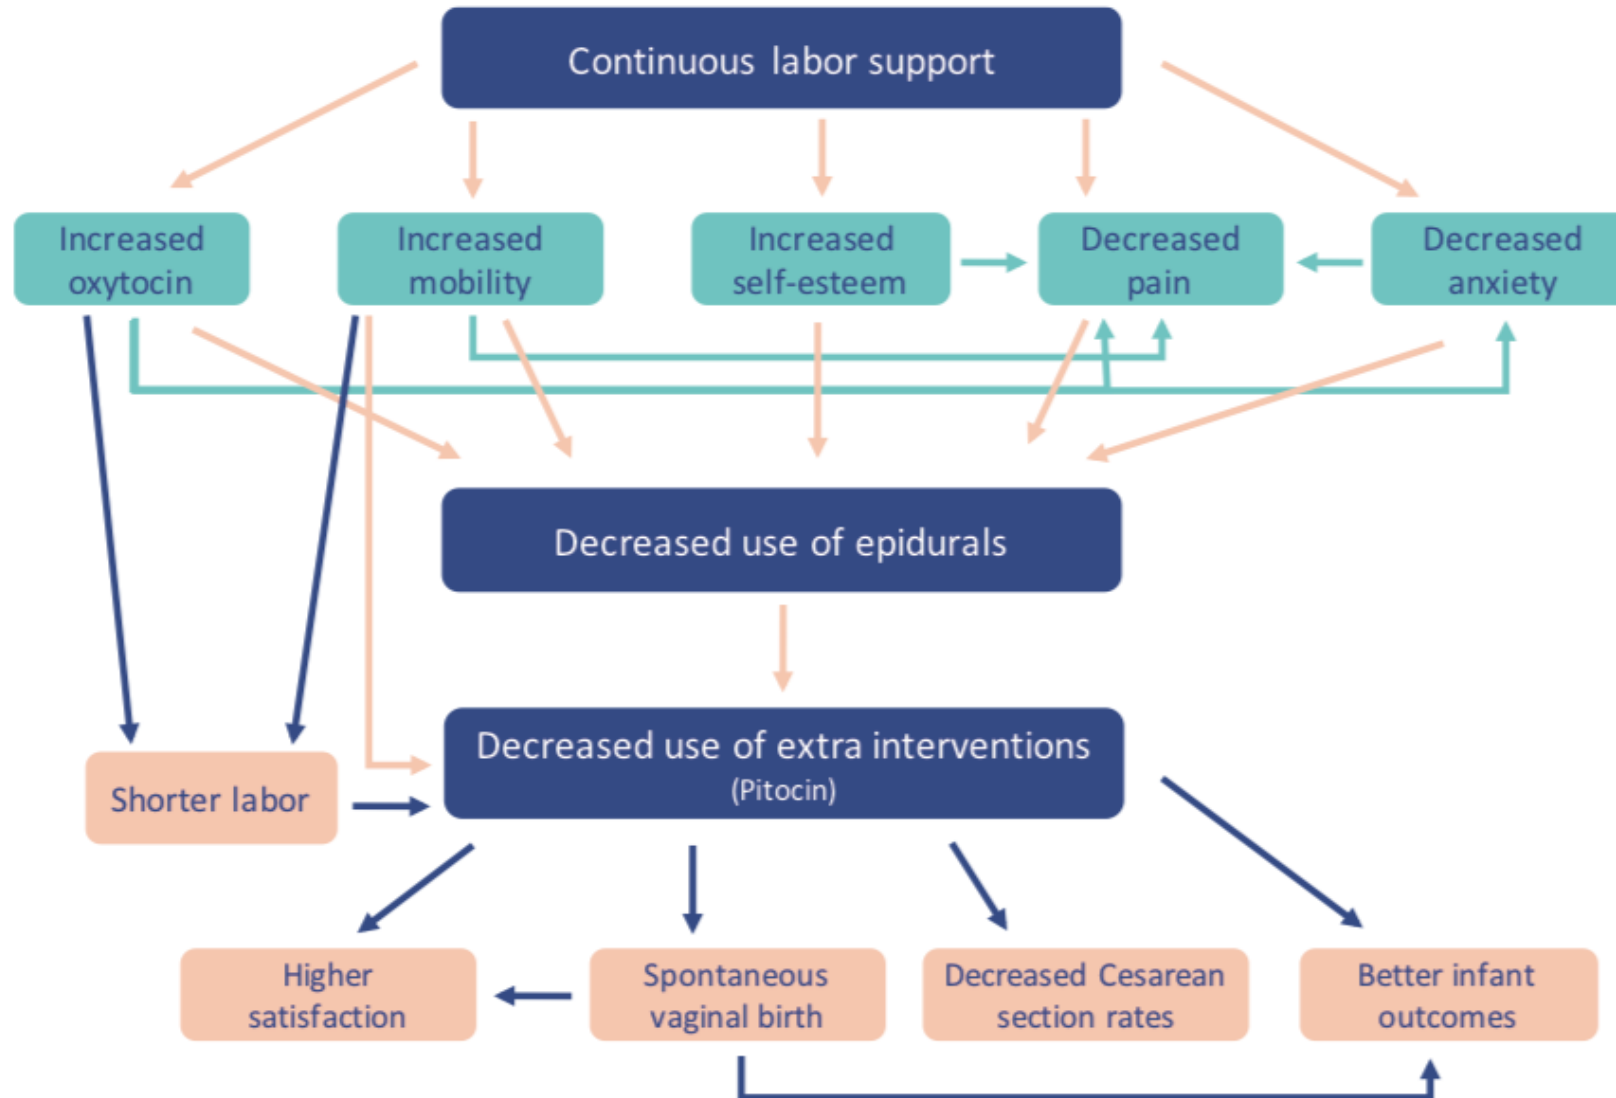 Continuous labor support
Increased
oxytocin
Increased
mobility
Increased
self-esteem
Decreased
pain
Decreased
anxiety
Decreased use of epidurals
Decreased use of extra interventions
(Pitocin)
Shorter labor
Higher
satisfaction
Spontaneous
vaginal birth
Decreased Cesarean
section rates
Better infant
outcomes